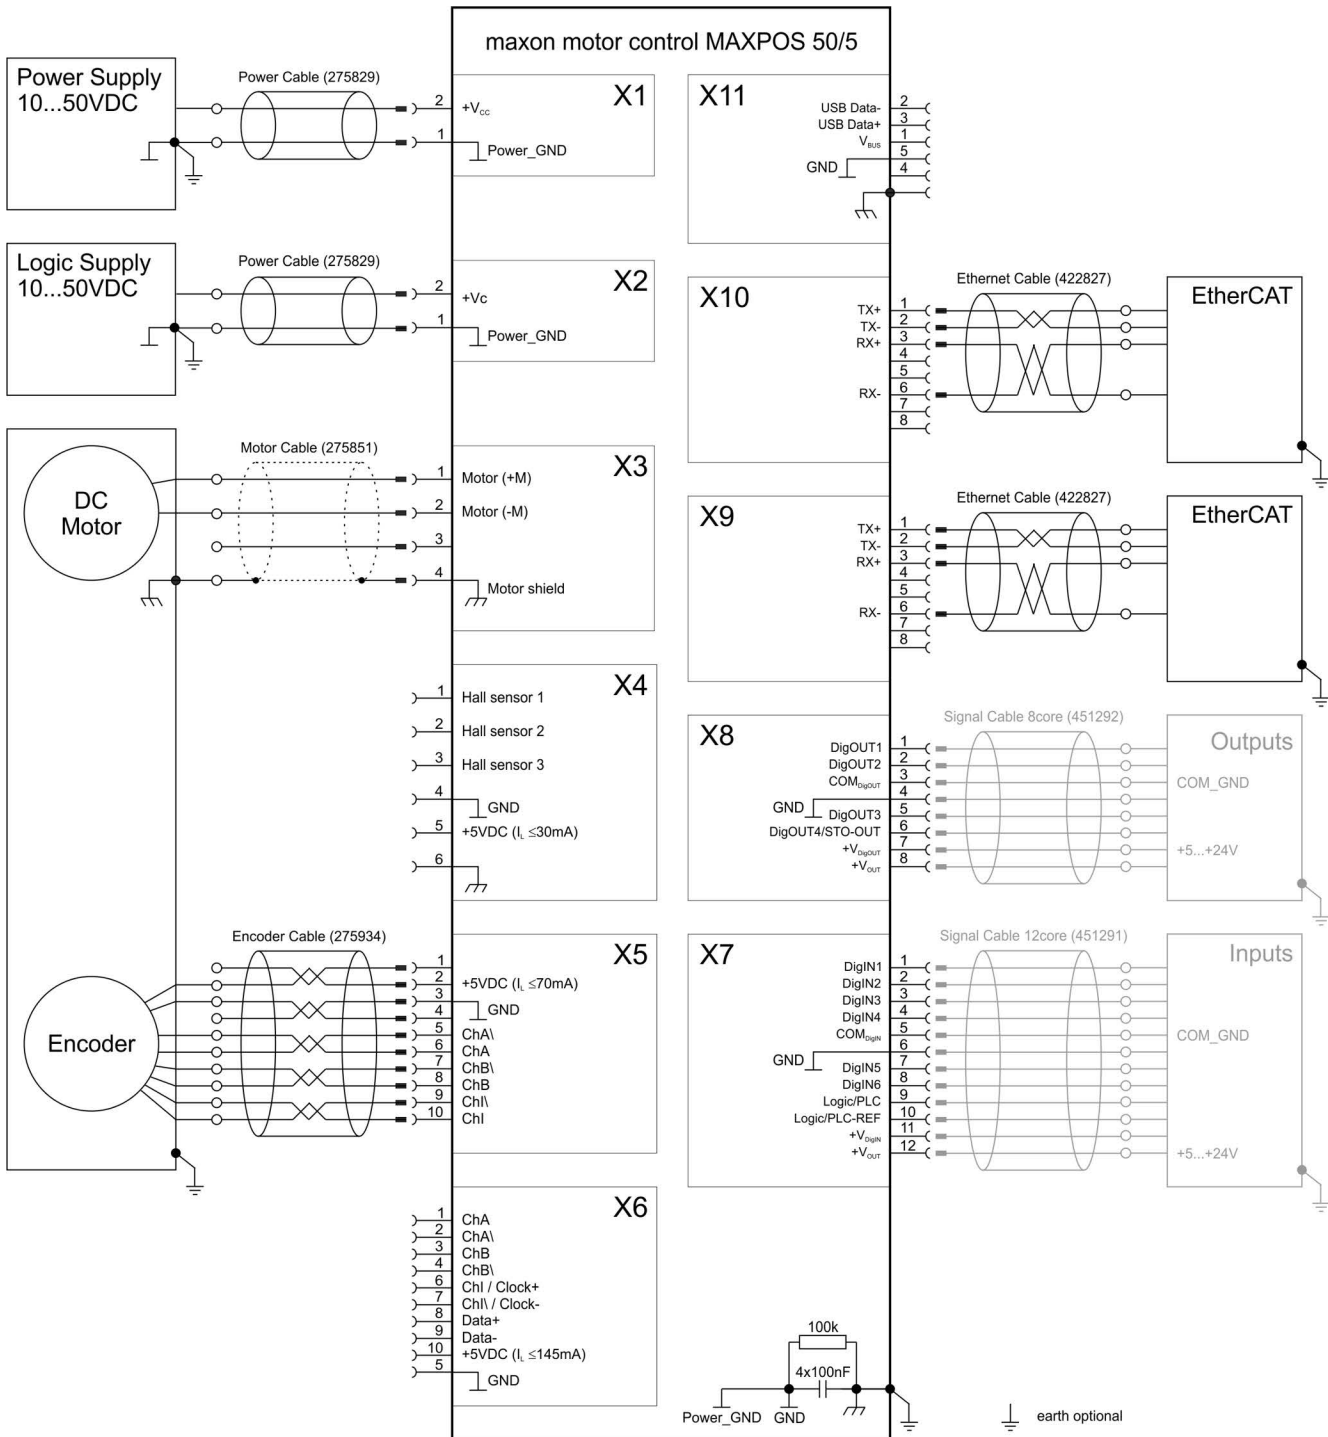 maxon motor control MAXPOS 50/5
Power Supply
10...50VDC
Power Cable (275829)
2
+Vcc
1
Power_GND
X1
Logic Supply
10...50VDC
Power Cable (275829)
2
+Vc
1
Power_GND
X2
DC
Motor
Motor Cable (275851)
1
Motor (+M)
2
Motor (-M)
3
4
Motor shield
X3
X4
1
Hall sensor 1
2
Hall sensor 2
3
Hall sensor 3
4
GND
5
+5VDC (IL ≤30mA)
6
Encoder
Encoder Cable (275934)
X5
1
2
+5VDC (IL ≤70mA)
3
GND
4
5
ChA\
6
ChA
7
ChB\
8
ChB
9
ChI\
10
ChI
X6
1
ChA
2
ChA\
3
ChB
4
ChB\
6
ChI / Clock+
7
ChI\ / Clock-
8
Data+
9
Data-
10
+5VDC (IL ≤145mA)
5
GND
X11
USB Data-
2
USB Data+
3
VBUS
1
5
GND
4
X10
TX+
1
TX-
2
RX+
3
4
5
RX-
6
7
8
Ethernet Cable (422827)
EtherCAT
X9
TX+
1
TX-
2
RX+
3
4
5
RX-
6
7
8
Ethernet Cable (422827)
EtherCAT
X8
DigOUT1
1
DigOUT2
2
COMDigOUT
3
GND
4
DigOUT3
5
DigOUT4/STO-OUT
6
+VDigOUT
7
+VOUT
8
Signal Cable 8core (451292)
Outputs
COM_GND
+5...+24V
X7
DigIN1
1
DigIN2
2
DigIN3
3
DigIN4
4
COMDigIN
5
GND
6
DigIN5
7
DigIN6
8
Logic/PLC
9
Logic/PLC-REF
10
+VDigIN
11
+VOUT
12
Signal Cable 12core (451291)
Inputs
COM_GND
+5...+24V
100k
4x100nF
Power_GND
GND
earth optional